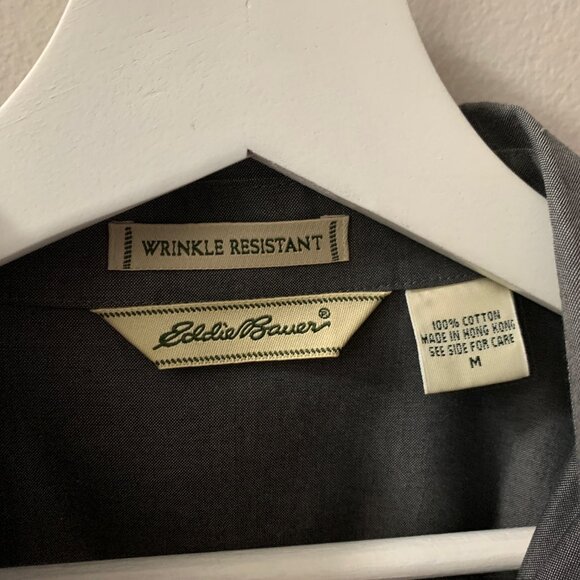 WRINKLE RESISTANT
Eddie Bauer®
100% COTTON
MADE IN HONG KONG
SEE SIDE FOR CARE
M